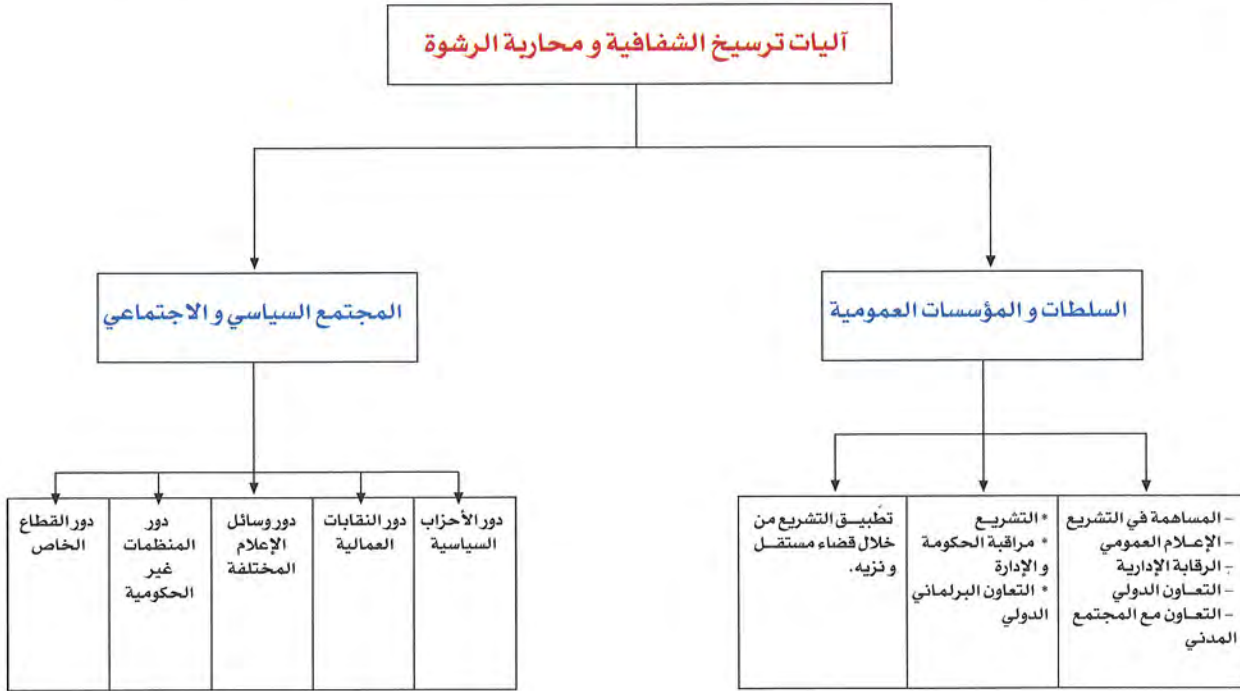 آليات ترسيخ الشفافية و محاربة الرشوة
السلطات و المؤسسات العمومية
المجتمع السياسي و الاجتماعي
– المساهمة في التشريع
– الإعلام العمومي
– الرقابة الإدارية
– التعاون الدولي
– التعاون مع المجتمع
المدني
* التشريع
* مراقبة الحكومة
و الإدارة
* التعاون البرلماني
الدولي
تطبيق التشريع من
خلال قضاء مستقل
و نزيه.
دور الأحزاب
السياسية
دور النقابات
العمالية
دور وسائل
الإعلام
المختلفة
دور
المنظمات
غير
الحكومية
دور القطاع
الخاص